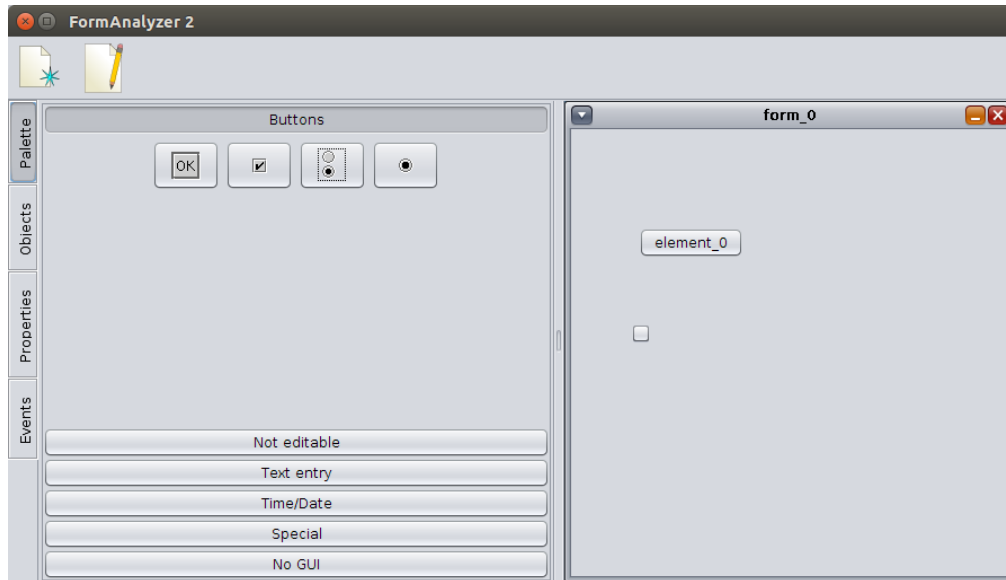 FormAnalyzer 2
Palette
Objects
Properties
Events
Buttons
OK
Not editable
Text entry
Time/Date
Special
No GUI
form_0
element_0